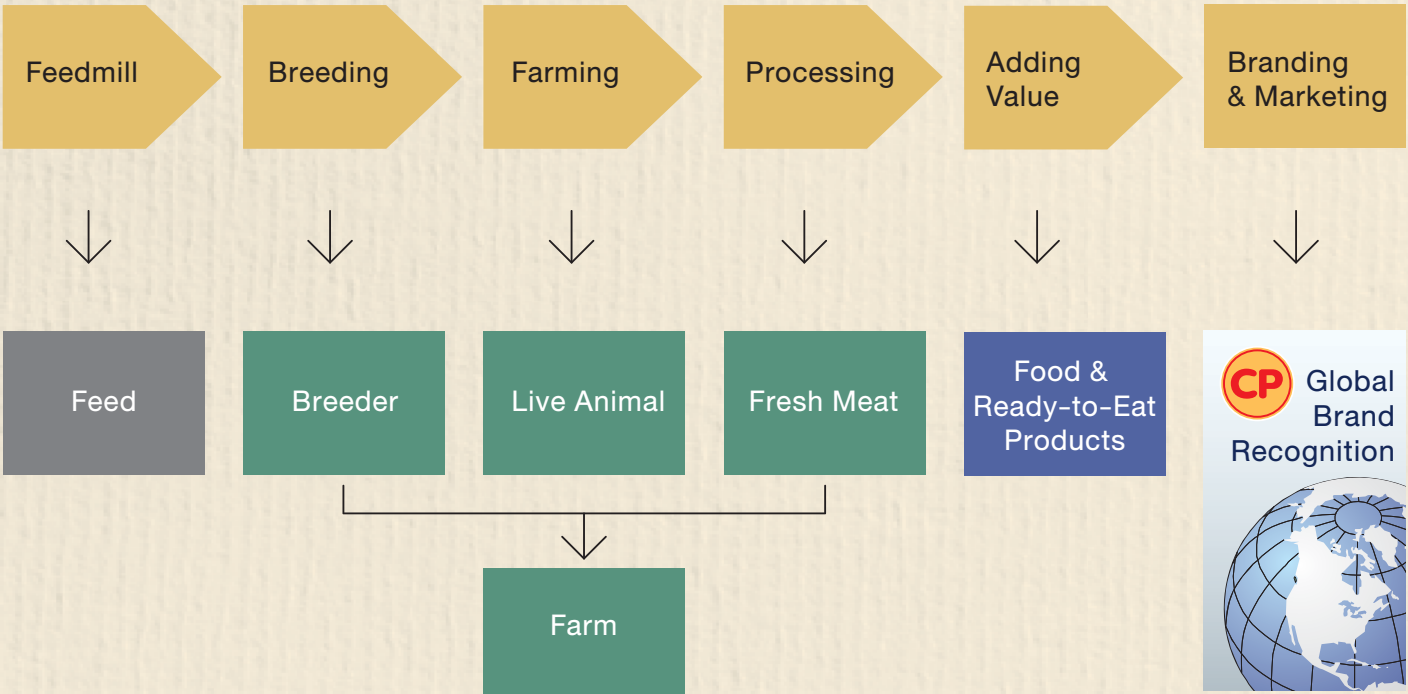 Feedmill
Breeding
Farming
Processing
Adding
Value
Branding
& Marketing
Feed
Breeder
Live Animal
Fresh Meat
Food &
Ready-to-Eat
Products
CP
Global
Brand
Recognition
Farm